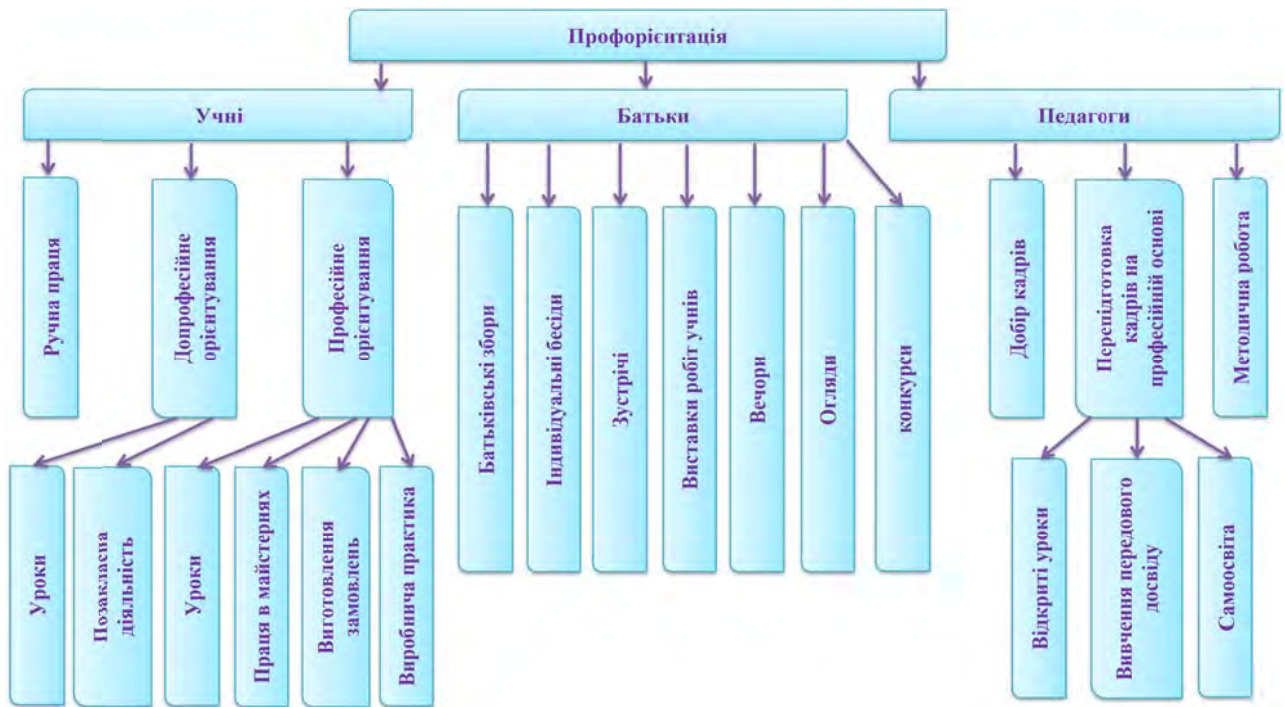 Профорієнтація
Учні
Батьки
Педагоги
Ручна праця
Допрофесійне
орієнтування
Професійне
орієнтування
Батьківські збори
Індивідуальні бесіди
Зустрічі
Виставки робіт учнів
Вечори
Огляди
конкурси
Добір кадрів
Перепідготовка
кадрів на
професійній основі
Методична робота
Уроки
Позакласна
діяльність
Уроки
Праця в майстернях
Виготовлення
замовлень
Виробнича практика
Відкриті уроки
Вивчення передового
досвіду
Самоосвіта